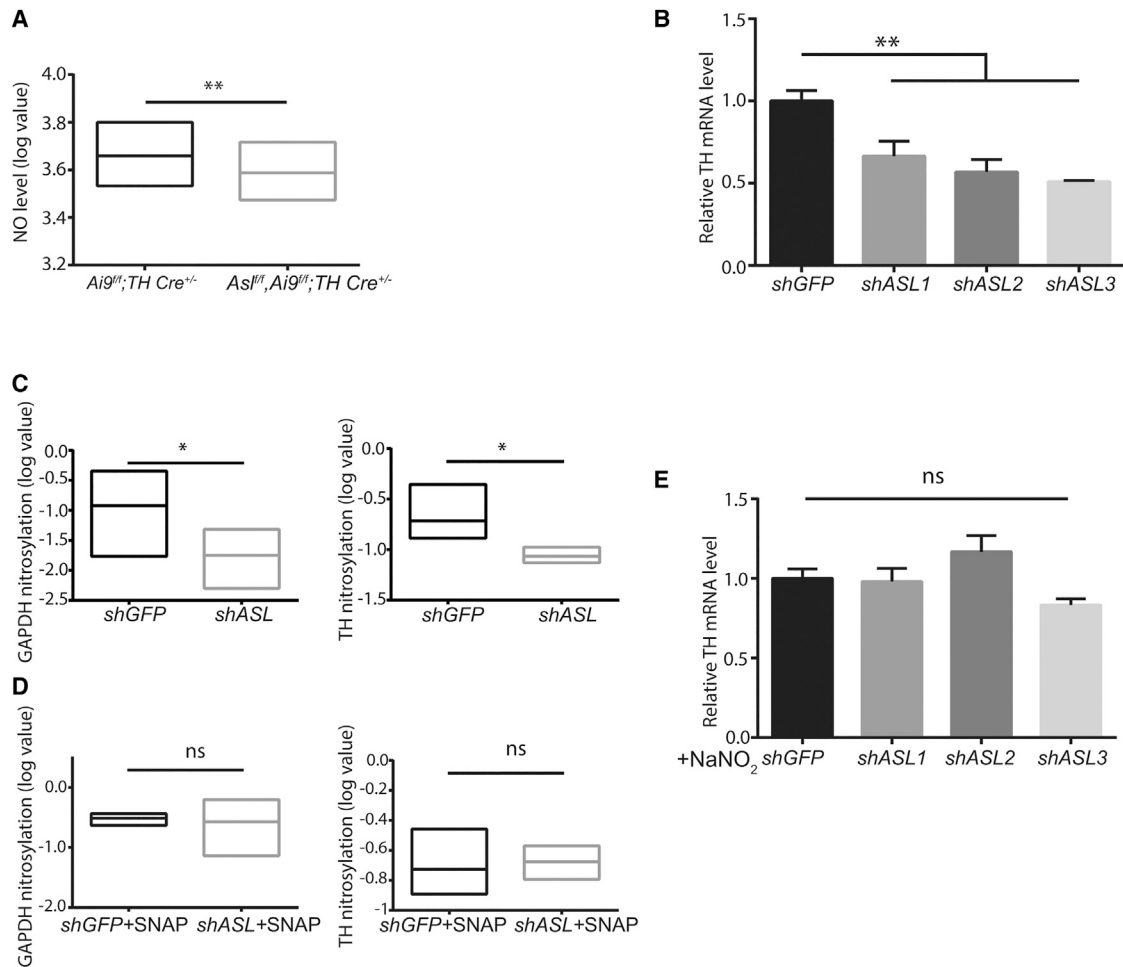 A
NO level (log value)
4.0
3.8
3.6
3.4
3.2
**
Ai9f/f;TH Cre+/-
Aslf/f,Ai9f/f;TH Cre+/-
B
Relative TH mRNA level
1.5
1.0
0.5
0.0
**
shGFP
shASL1
shASL2
shASL3
C
GAPDH nitrosylation (log value)
0.0
-0.5
-1.0
-1.5
-2.0
-2.5
*
shGFP
shASL
TH nitrosylation (log value)
0.0
-0.5
-1.0
-1.5
*
shGFP
shASL
D
GAPDH nitrosylation (log value)
0.0
-1.0
-2.0
ns
shGFP+SNAP
shASL+SNAP
TH nitrosylation (log value)
0.0
-0.2
-0.4
-0.6
-0.8
-1
ns
shGFP+SNAP
shASL+SNAP
E
Relative TH mRNA level
1.5
1.0
0.5
0.0
ns
+NaNO2
shGFP
shASL1
shASL2
shASL3